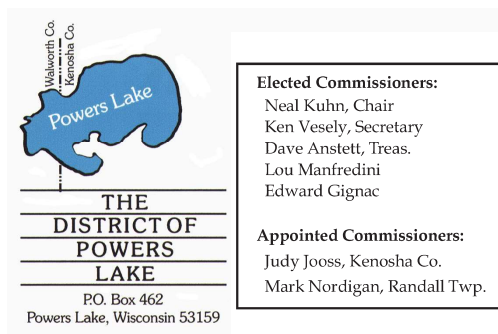 Walworth Co.
Kenosha Co.
Powers Lake
THE
DISTRICT OF
POWERS
LAKE
P.O. Box 462
Powers Lake, Wisconsin 53159
Elected Commissioners:
Neal Kuhn, Chair
Ken Vesely, Secretary
Dave Anstett, Treas.
Lou Manfredini
Edward Gignac
Appointed Commissioners:
Judy Jooss, Kenosha Co.
Mark Nordigan, Randall Twp.